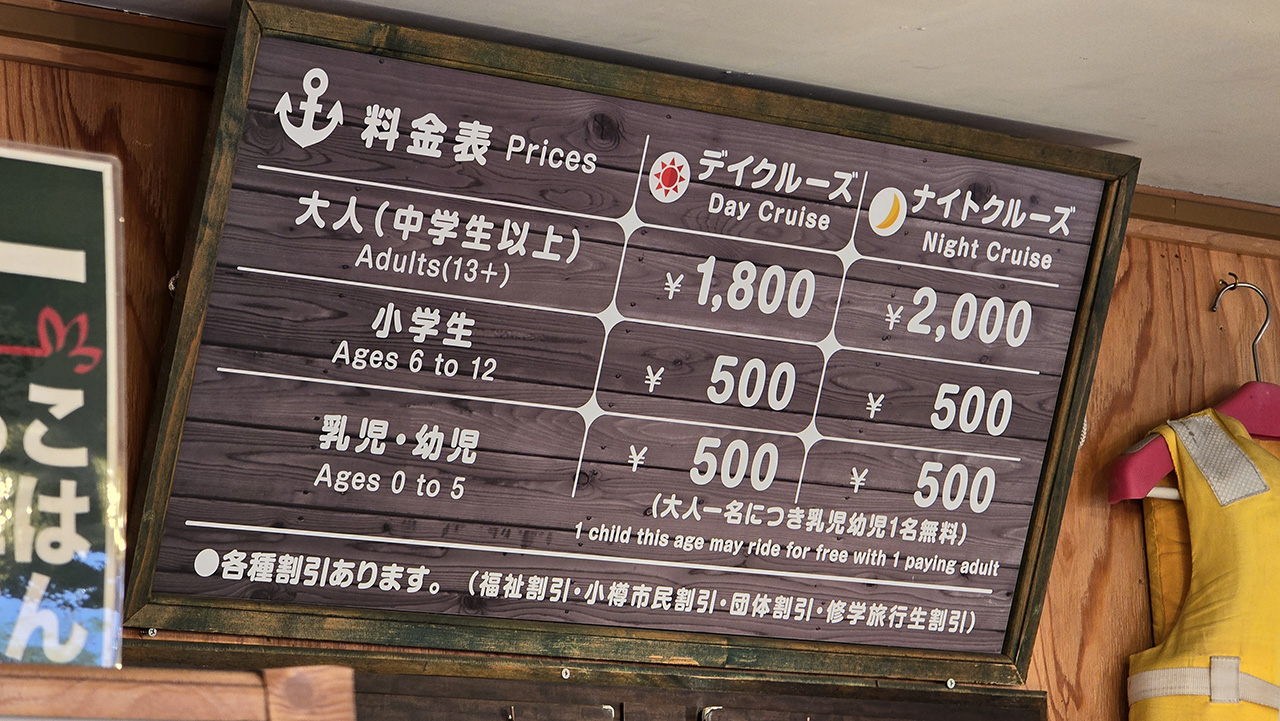 料金表 Prices
デイクルーズ
Day Cruise
ナイトクルーズ
Night Cruise
大人(中学生以上)
Adults(13+)
¥1,800
¥2,000
小学生
Ages 6 to 12
¥ 500
¥ 500
乳児・幼児
Ages 0 to 5
¥ 500
¥ 500
(大人一名につき乳児幼児1名無料)
1 child this age may ride for free with 1 paying adult
●各種割引あります。(福祉割引・小樽市民割引・団体割引・修学旅行生割引)
こはん